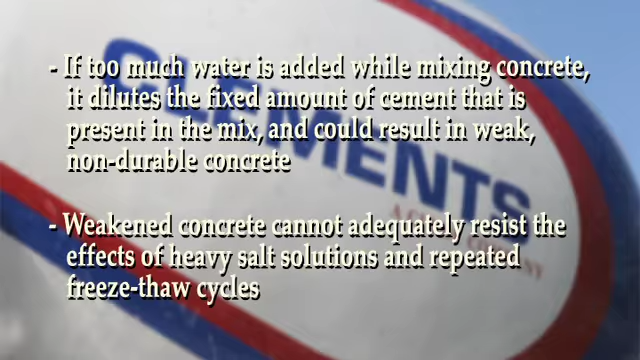 CLEMENTS
- If too much water is added while mixing concrete,
it dilutes the fixed amount of cement that is
present in the mix, and could result in weak,
non-durable concrete
- Weakened concrete cannot adequately resist the
effects of heavy salt solutions and repeated
freeze-thaw cycles